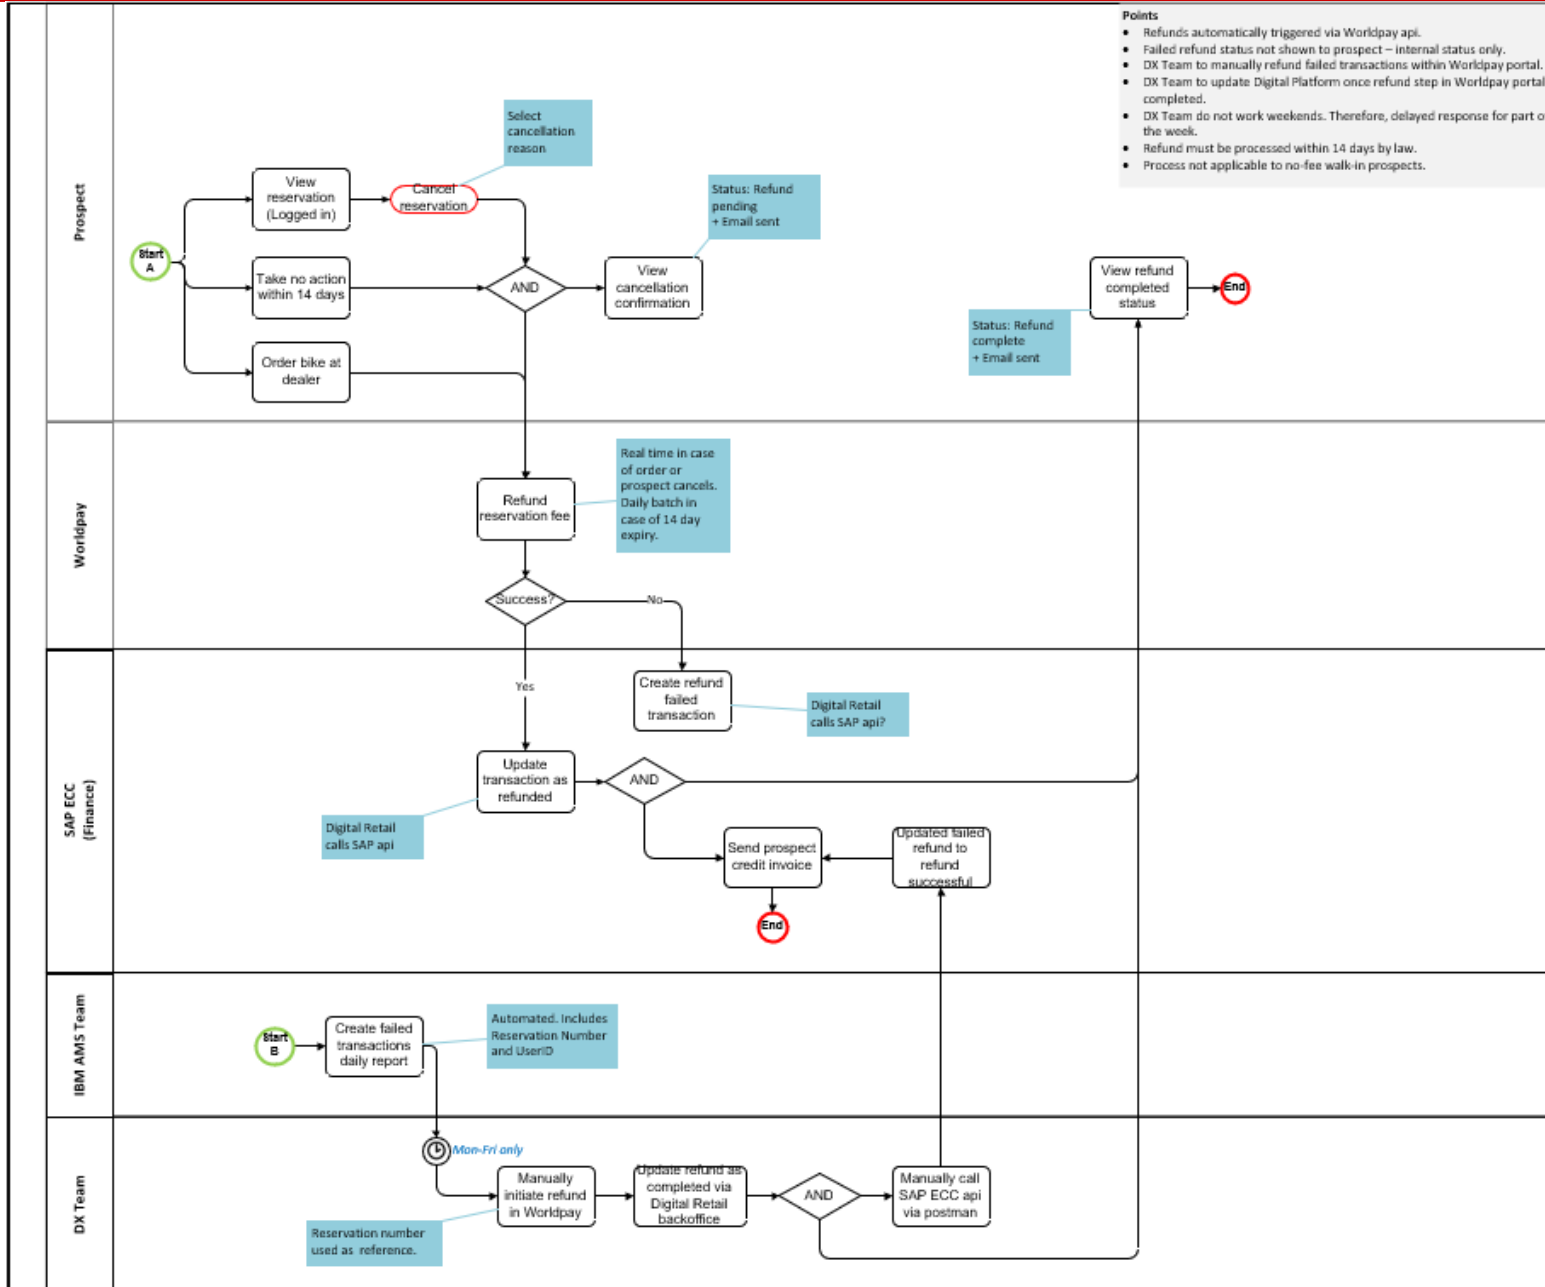 Points
• Refunds automatically triggered via Worldpay api.
• Failed refund status not shown to prospect – internal status only.
• DX Team to manually refund failed transactions within Worldpay portal.
• DX Team to update Digital Platform once refund step in Worldpay portal
completed.
• DX Team do not work weekends. Therefore, delayed response for part
the week.
• Refund must be processed within 14 days by law.
• Process not applicable to no-fee walk-in prospects.
Prospect
Start
A
View
reservation
(Logged in)
Cancel
reservation
Select
cancellation
reason
Take no action
within 14 days
Order bike at
dealer
AND
View
cancellation
confirmation
Status: Refund
pending
+ Email sent
View refund
completed
status
End
Status: Refund
complete
+ Email sent
Worldpay
Refund
reservation fee
Real time in case
of order or
prospect cancels.
Daily batch in
case of 14 day
expiry.
Success?
No
Yes
SAP ECC
(Finance)
Create refund
failed
transaction
Digital Retail
calls SAP api?
Update
transaction as
refunded
AND
Digital Retail
calls SAP api
Send prospect
credit invoice
Updated failed
refund to
refund
successful
End
IBM AMS Team
Start
B
Create failed
transactions
daily report
Automated. Includes
Reservation Number
and UserID
DX Team
Mon-Fri only
Manually
initiate refund
in Worldpay
Update refund as
completed via
Digital Retail
backoffice
AND
Manually call
SAP ECC api
via postman
Reservation number
used as reference.